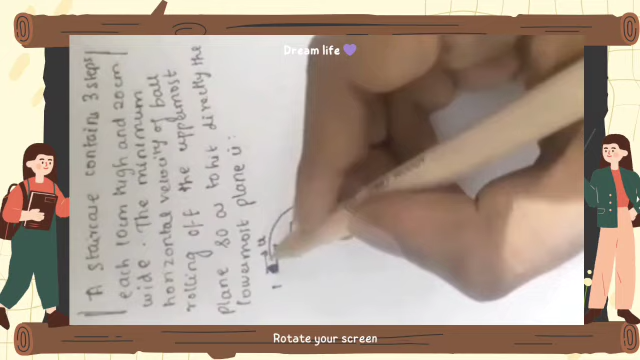 Dream life 💜
A staircase contains 3 steps
each 10cm high and 20cm
wide. The minimum
horizontal velocity of ball
rolling off the uppermost
plane so as to hit directly the
lowermost plane is:
u
Rotate your screen